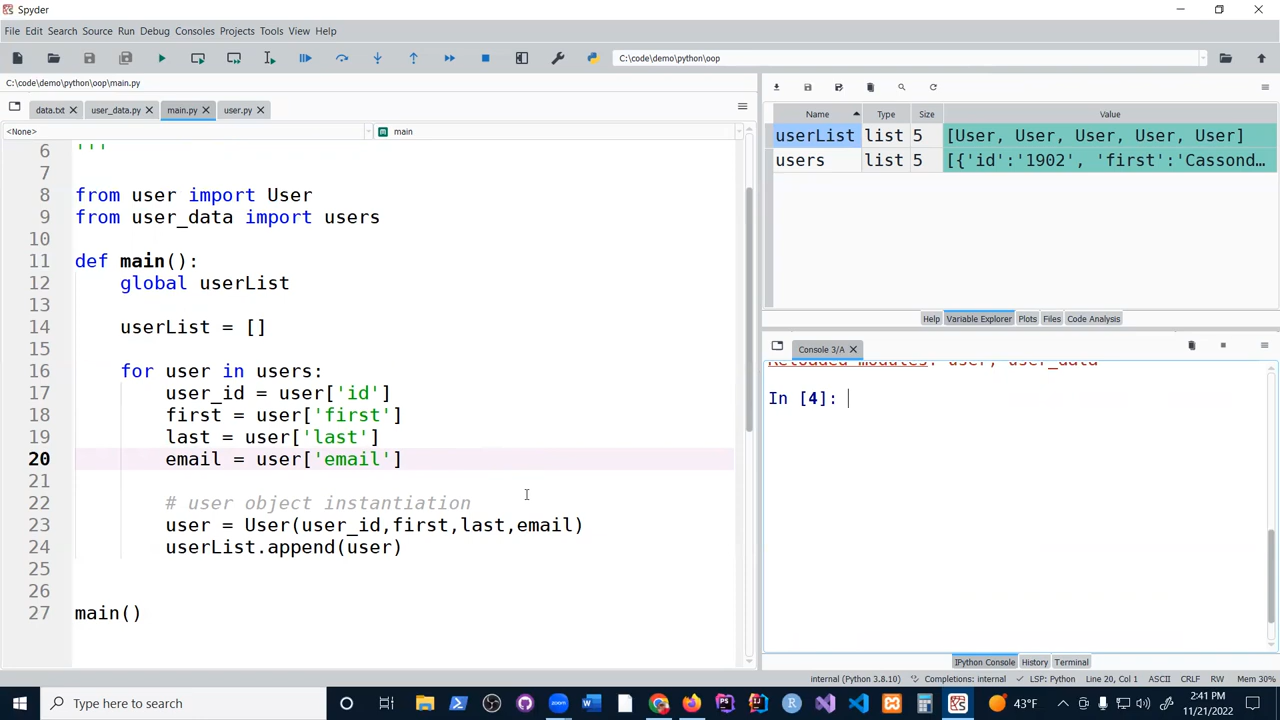 Spyder
File Edit Search Source Run Debug Consoles Projects Tools View Help
C:\code\demo\python\oop
C:\code\demo\python\oop\main.py
data.txt user_data.py main.py user.py
<None> main
6 '''
7
8 from user import User
9 from user_data import users
10
11 def main():
12 global userList
13
14 userList = []
15
16 for user in users:
17 user_id = user['id']
18 first = user['first']
19 last = user['last']
20 email = user['email']
21
22 # user object instantiation
23 user = User(user_id,first,last,email)
24 userList.append(user)
25
26
27 main()
Name Type Size Value
userList list 5 [User, User, User, User, User]
users list 5 [{'id':'1902', 'first':'Cassond…
Help Variable Explorer Plots Files Code Analysis
Console 3/A
Reloaded modules: user, user_data
In [4]:
IPython Console History Terminal
internal (Python 3.8.10) Completions: internal LSP: Python Line 20, Col 1 ASCII CRLF RW Mem 30%
Type here to search
43°F
2:41 PM
11/21/2022